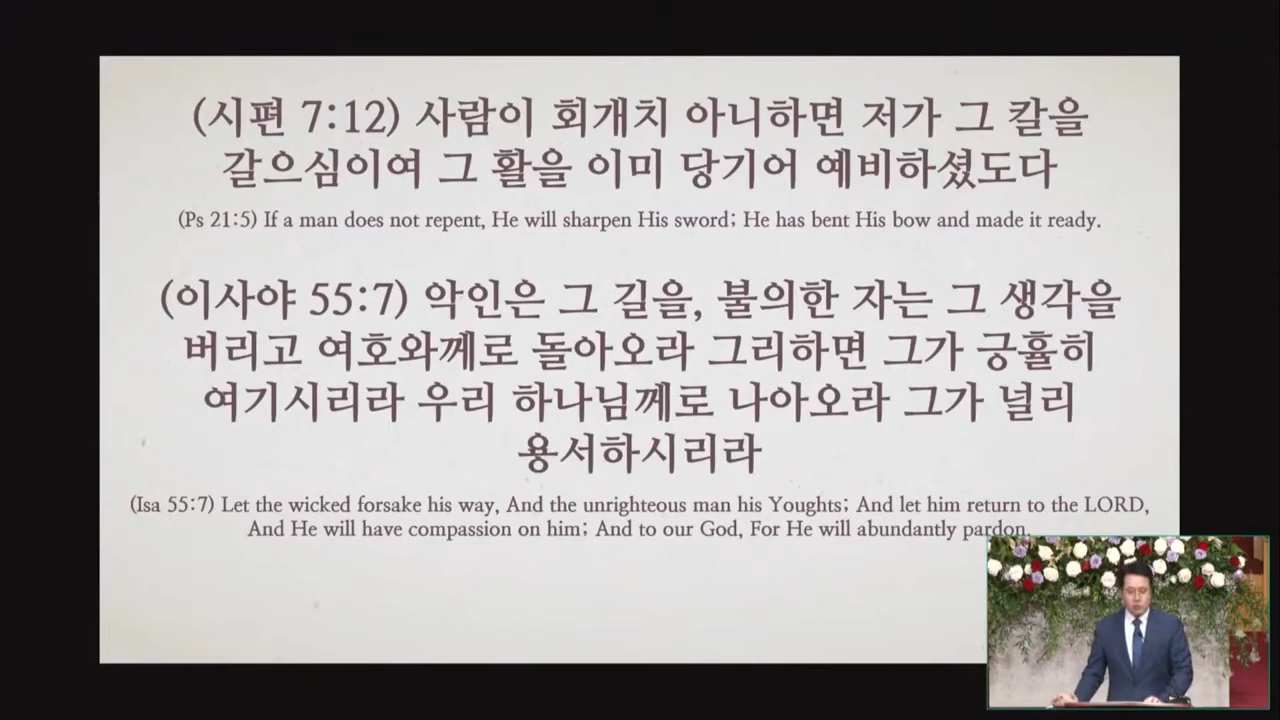 (시편 7:12) 사람이 회개치 아니하면 저가 그 칼을
갈으심이여 그 활을 이미 당기어 예비하셨도다
(Ps 21:5) If a man does not repent, He will sharpen His sword; He has bent His bow and made it ready.
(이사야 55:7) 악인은 그 길을, 불의한 자는 그 생각을
버리고 여호와께로 돌아오라 그리하면 그가 긍휼히
여기시리라 우리 하나님께로 나아오라 그가 널리
용서하시리라
(Isa 55:7) Let the wicked forsake his way, And the unrighteous man his Youghts; And let him return to the LORD,
And He will have compassion on him; And to our God, For He will abundantly pardon.